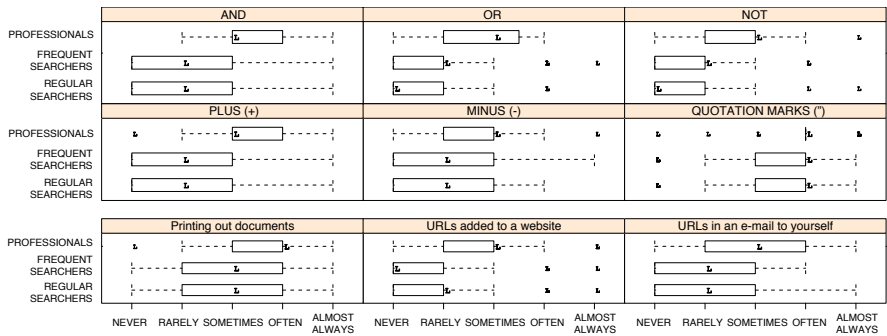 AND OR NOT
PROFESSIONALS
FREQUENT
SEARCHERS
REGULAR
SEARCHERS
PLUS (+) MINUS (-) QUOTATION MARKS (")
PROFESSIONALS
FREQUENT
SEARCHERS
REGULAR
SEARCHERS
Printing out documents URLs added to a website URLs in an e-mail to yourself
PROFESSIONALS
FREQUENT
SEARCHERS
REGULAR
SEARCHERS
NEVER RARELY SOMETIMES OFTEN ALMOST ALWAYS NEVER RARELY SOMETIMES OFTEN ALMOST ALWAYS NEVER RARELY SOMETIMES OFTEN ALMOST ALWAYS